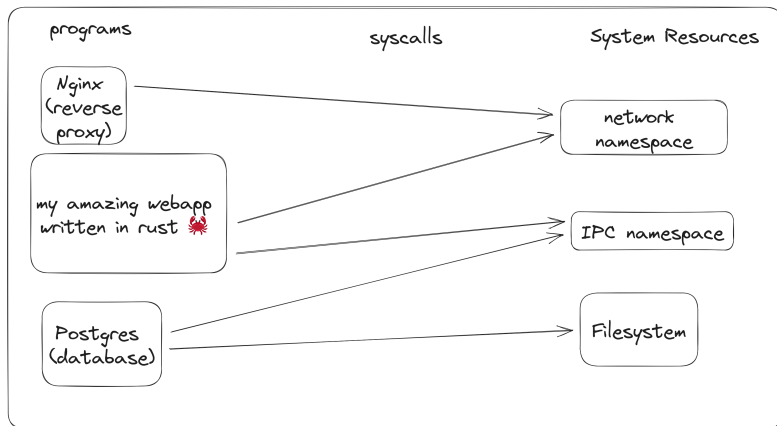 programs
syscalls
System Resources
Nginx
(reverse
proxy)
network
namespace
my amazing webapp
written in rust 🦀
IPC namespace
Postgres
(database)
Filesystem